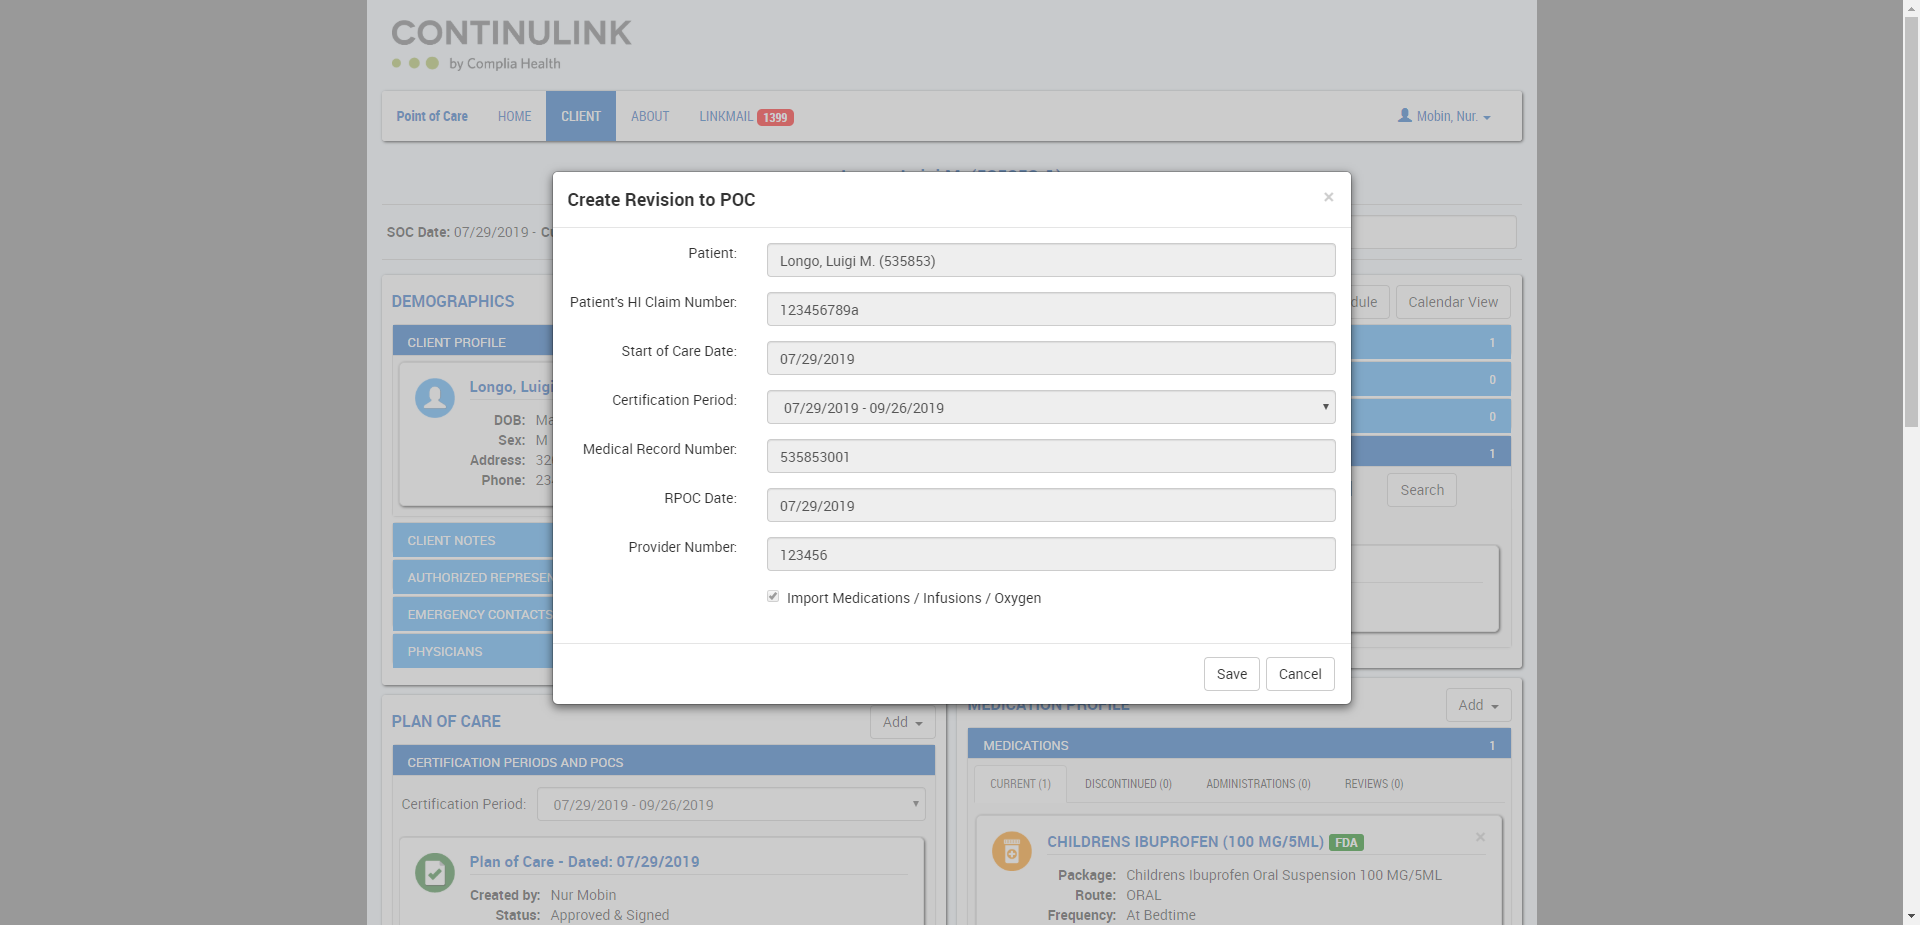 CONTINULINK
by Complia Health
Point of Care HOME CLIENT ABOUT LINKMAIL 1399 Mobin, Nur.
Create Revision to POC ×
SOC Date: 07/29/2019 -
Patient: Longo, Luigi M. (535853)
Patient's HI Claim Number: 123456789a
Start of Care Date: 07/29/2019
Certification Period: 07/29/2019 - 09/26/2019
Medical Record Number: 535853001
RPOC Date: 07/29/2019
Provider Number: 123456
Import Medications / Infusions / Oxygen
Save Cancel
DEMOGRAPHICS
CLIENT PROFILE
Longo, Luigi
DOB:
Sex: M
Address:
Phone:
CLIENT NOTES
AUTHORIZED
EMERGENCY CONTACTS
PHYSICIANS
Calendar View
1
0
0
1
Search
PLAN OF CARE Add
CERTIFICATION PERIODS AND POCS
Certification Period: 07/29/2019 - 09/26/2019
Plan of Care - Dated: 07/29/2019
Created by: Nur Mobin
Status: Approved & Signed
MEDICATION PROFILE Add
MEDICATIONS 1
CURRENT (1) DISCONTINUED (0) ADMINISTRATIONS (0) REVIEWS (0)
CHILDRENS IBUPROFEN (100 MG/5ML) FDA ×
Package: Childrens Ibuprofen Oral Suspension 100 MG/5ML
Route: ORAL
Frequency: At Bedtime